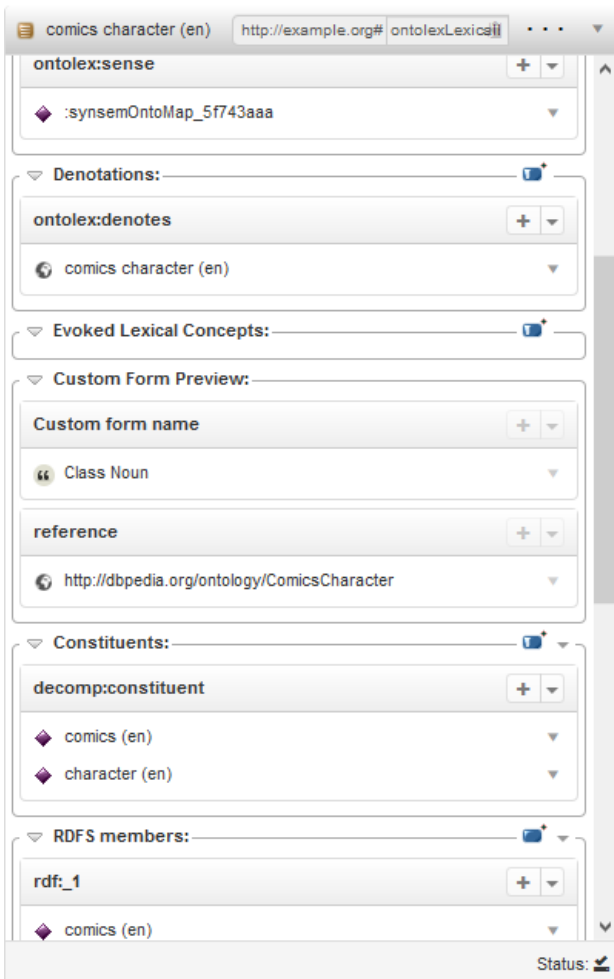 comics character (en) http://example.org# ontolexLexical
ontolex:sense
:synsemOntoMap_5f743aaa
Denotations:
ontolex:denotes
comics character (en)
Evoked Lexical Concepts:
Custom Form Preview:
Custom form name
Class Noun
reference
http://dbpedia.org/ontology/ComicsCharacter
Constituents:
decomp:constituent
comics (en)
character (en)
RDFS members:
rdf:_1
comics (en)
Status: